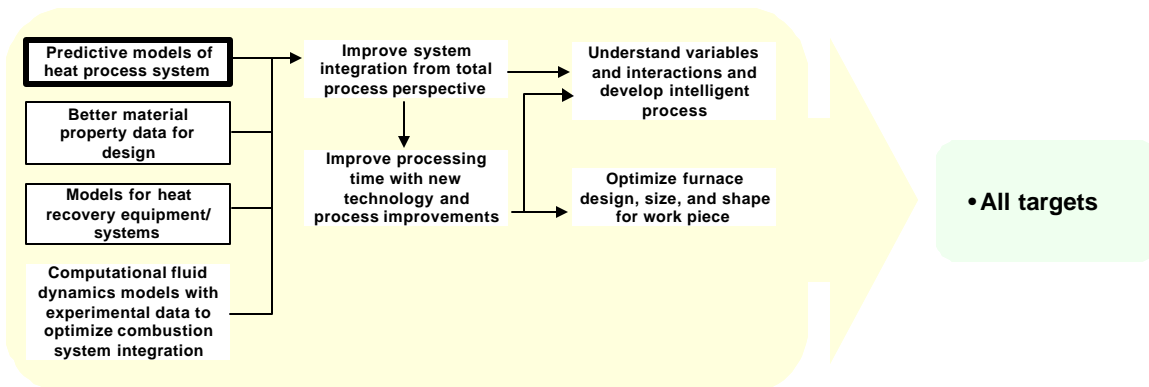 Predictive models of
heat process system
Better material
property data for
design
Models for heat
recovery equipment/
systems
Computational fluid
dynamics models with
experimental data to
optimize combustion
system integration
Improve system
integration from total
process perspective
Improve processing
time with new
technology and
process improvements
Understand variables
and interactions and
develop intelligent
process
Optimize furnace
design, size, and shape
for work piece
•All targets